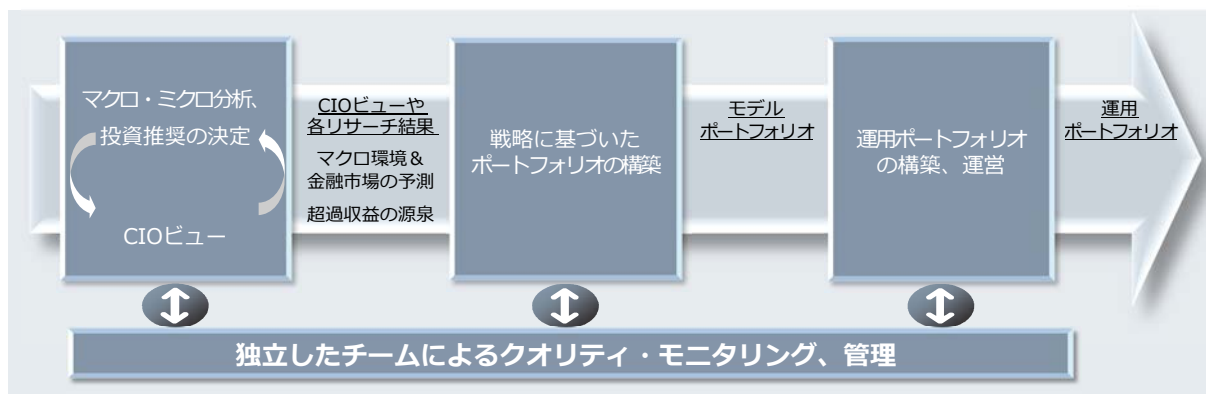 マクロ・ミクロ分析、
投資推奨の決定
CIOビュー
CIOビューや
各リサーチ結果
マクロ環境＆
金融市場の予測
超過収益の源泉
戦略に基づいた
ポートフォリオの構築
モデル
ポートフォリオ
運用ポートフォリオ
の構築、運営
運用
ポートフォリオ
独立したチームによるクオリティ・モニタリング、管理